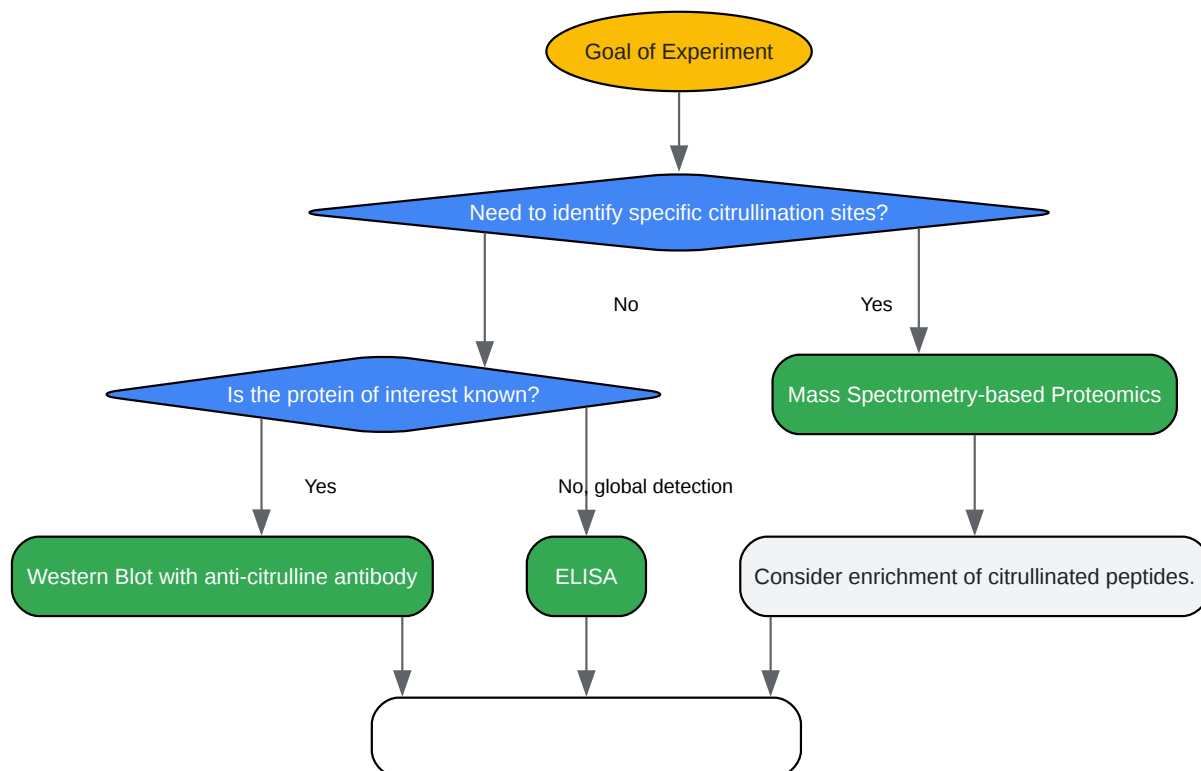 Goal of Experiment
Need to identify specific citrullination sites?
No
Yes
Is the protein of interest known?
Mass Spectrometry-based Proteomics
Yes
No, global detection
Western Blot with anti-citrulline antibody
ELISA
Consider enrichment of citrullinated peptides.